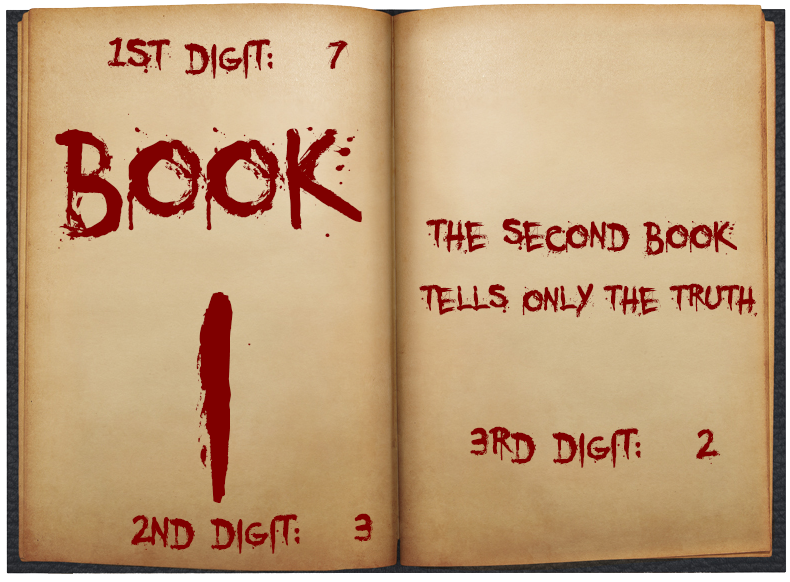 1ST DIGIT: 7
BOOK
1
2ND DIGIT: 3
THE SECOND BOOK
TELLS ONLY THE TRUTH.
3RD DIGIT: 2